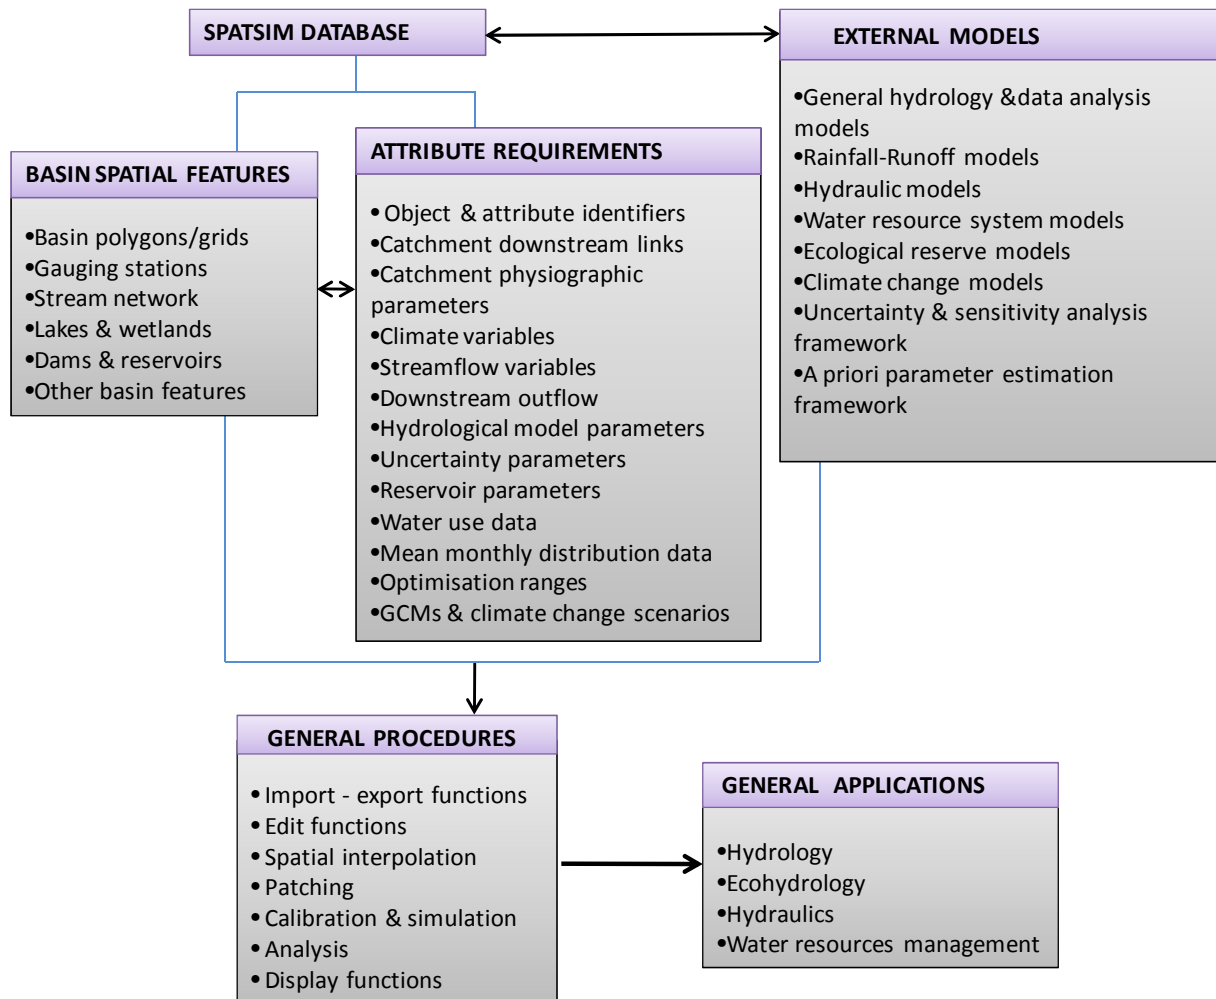 SPATSIM DATABASE
EXTERNAL MODELS
•General hydrology &data analysis
models
•Rainfall-Runoff models
•Hydraulic models
•Water resource system models
•Ecological reserve models
•Climate change models
•Uncertainty & sensitivity analysis
framework
•A priori parameter estimation
framework
BASIN SPATIAL FEATURES
•Basin polygons/grids
•Gauging stations
•Stream network
•Lakes & wetlands
•Dams & reservoirs
•Other basin features
ATTRIBUTE REQUIREMENTS
• Object & attribute identifiers
•Catchment downstream links
•Catchment physiographic
parameters
•Climate variables
•Streamflow variables
•Downstream outflow
•Hydrological model parameters
•Uncertainty parameters
•Reservoir parameters
•Water use data
•Mean monthly distribution data
•Optimisation ranges
•GCMs & climate change scenarios
GENERAL PROCEDURES
• Import - export functions
• Edit functions
• Spatial interpolation
• Patching
• Calibration & simulation
• Analysis
• Display functions
GENERAL APPLICATIONS
•Hydrology
•Ecohydrology
•Hydraulics
•Water resources management